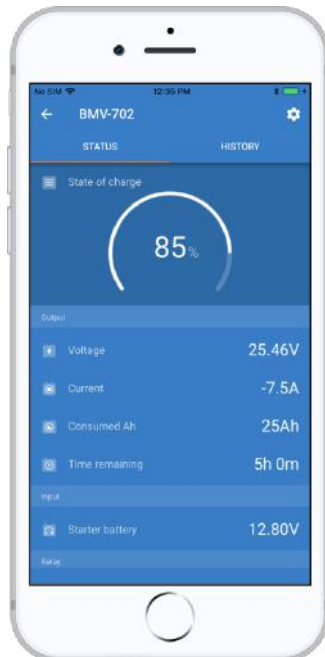 No SIM 12:35 PM
BMV-702
STATUS HISTORY
State of charge
85%
Output
Voltage 25.46V
Current -7.5A
Consumed Ah 25Ah
Time remaining 5h 0m
Input
Starter battery 12.80V
Relay